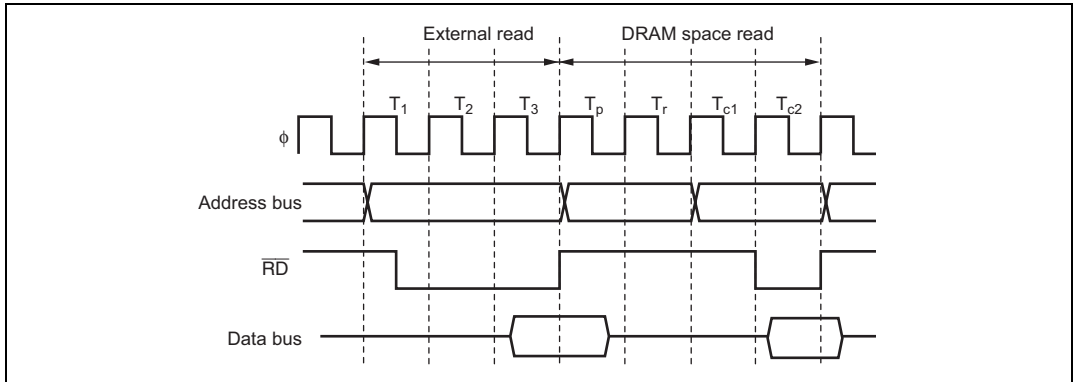 External read DRAM space read
T1 T2 T3 Tp Tr Tc1 Tc2
ϕ
Address bus
RD
Data bus